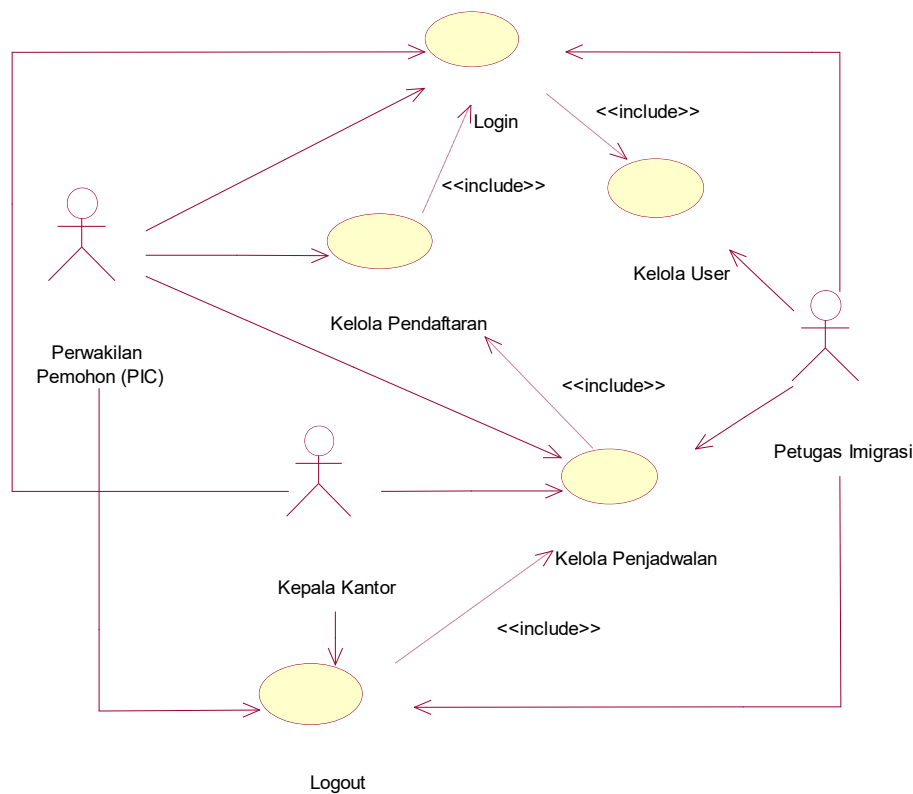 <<include>>
Login
<<include>>
Kelola User
Kelola Pendaftaran
Perwakilan
Pemohon (PIC)
<<include>>
Petugas Imigrasi
Kelola Penjadwalan
Kepala Kantor
<<include>>
Logout